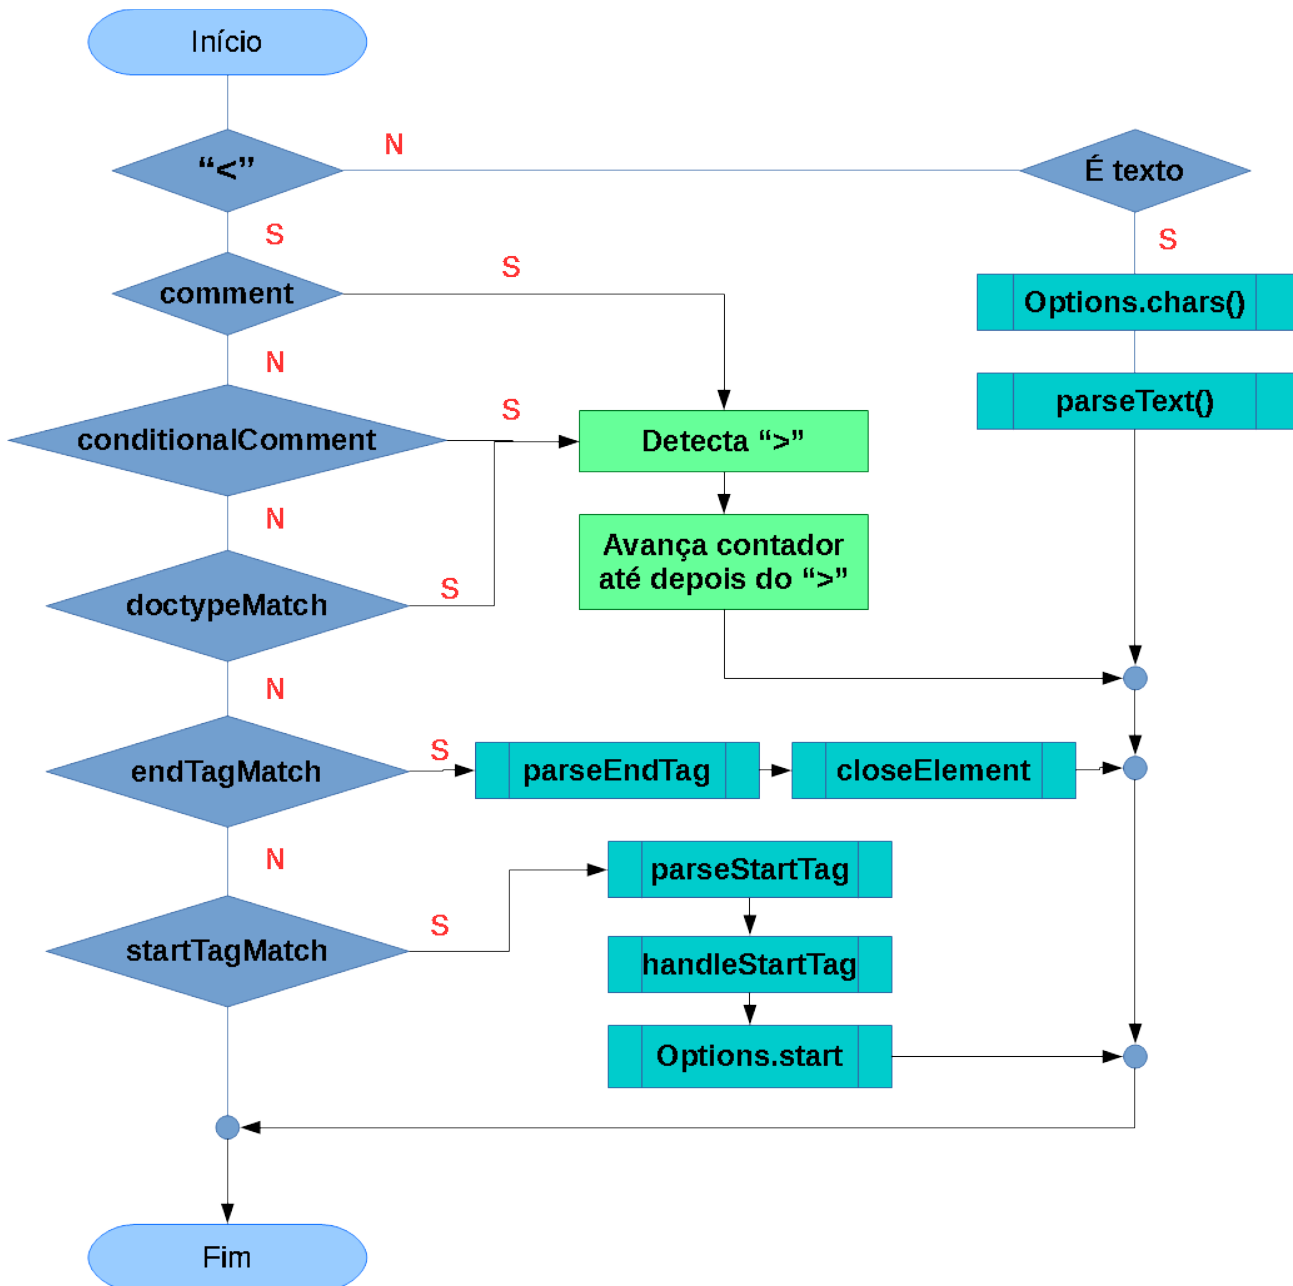 Início
“<”
N
É texto
S
S
comment
S
Options.chars()
N
parseText()
conditionalComment
S
Detecta “>”
N
Avança contador
até depois do “>”
doctypeMatch
S
N
endTagMatch
S
parseEndTag
closeElement
N
parseStartTag
startTagMatch
S
handleStartTag
Options.start
Fim